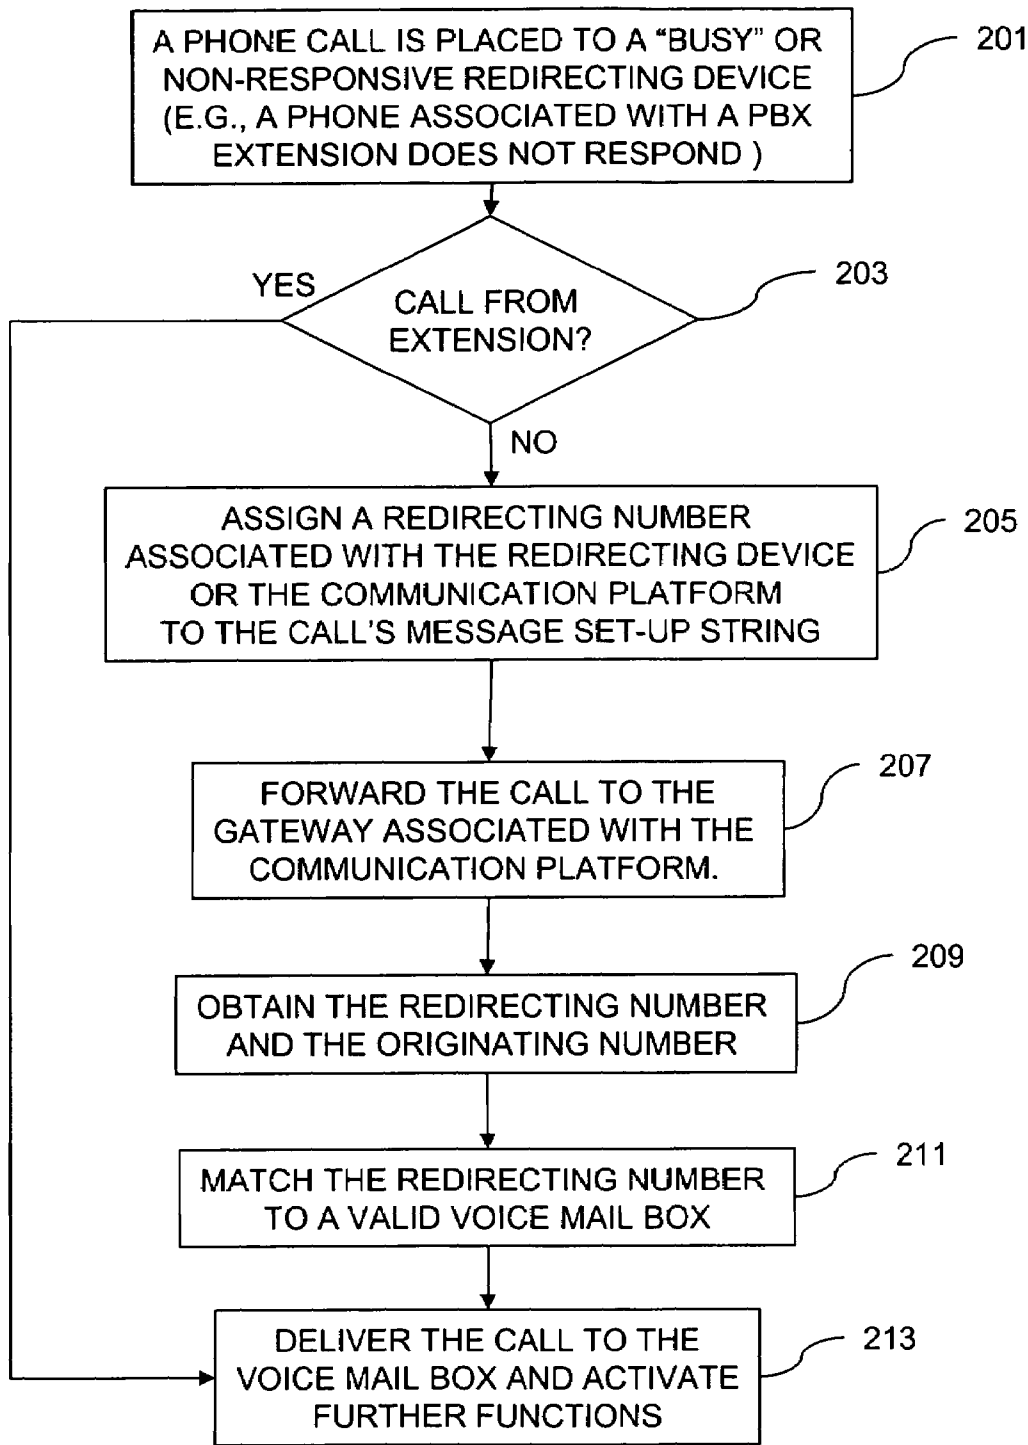 A PHONE CALL IS PLACED TO A “BUSY” OR
NON-RESPONSIVE REDIRECTING DEVICE
(E.G., A PHONE ASSOCIATED WITH A PBX
EXTENSION DOES NOT RESPOND )
201
YES
CALL FROM
EXTENSION?
203
NO
ASSIGN A REDIRECTING NUMBER
ASSOCIATED WITH THE REDIRECTING DEVICE
OR THE COMMUNICATION PLATFORM
TO THE CALL'S MESSAGE SET-UP STRING
205
FORWARD THE CALL TO THE
GATEWAY ASSOCIATED WITH THE
COMMUNICATION PLATFORM.
207
OBTAIN THE REDIRECTING NUMBER
AND THE ORIGINATING NUMBER
209
MATCH THE REDIRECTING NUMBER
TO A VALID VOICE MAIL BOX
211
DELIVER THE CALL TO THE
VOICE MAIL BOX AND ACTIVATE
FURTHER FUNCTIONS
213